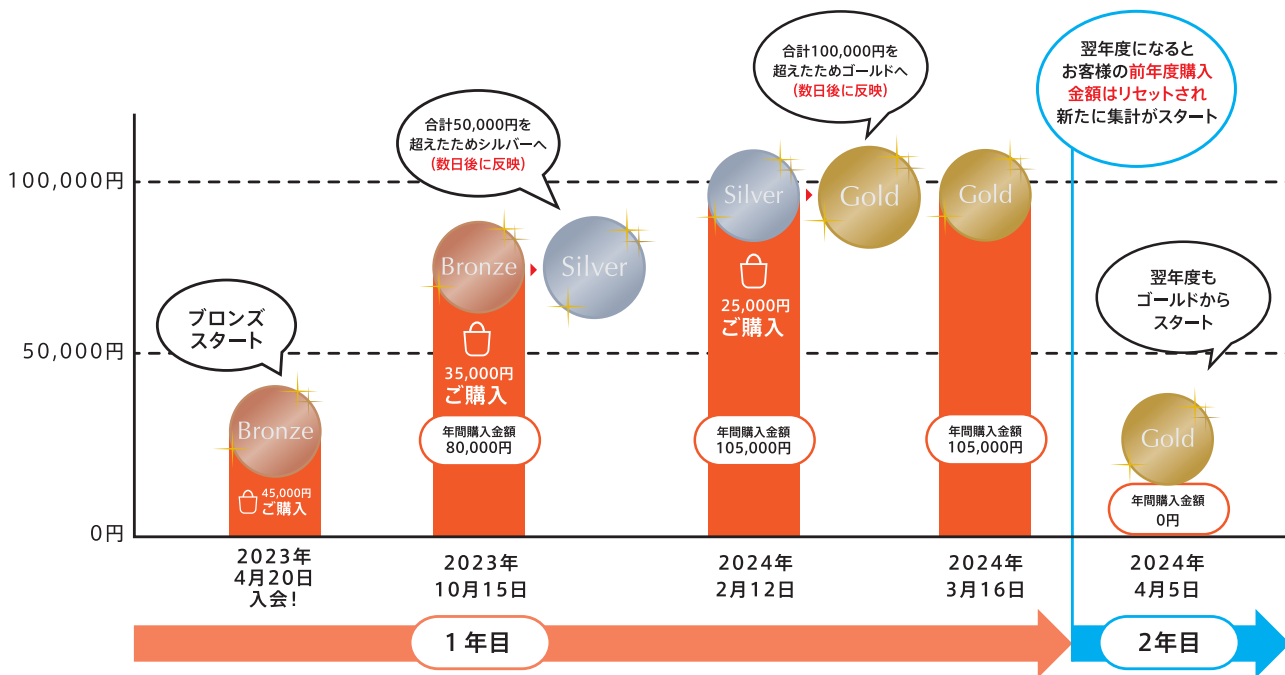 合計100,000円を
超えたためゴールドへ
（数日後に反映）
翌年度になると
お客様の前年度購入
金額はリセットされ
新たに集計がスタート
合計50,000円を
超えたためシルバーへ
（数日後に反映）
100,000円
50,000円
0円
ブロンズ
スタート
Bronze
45,000円
ご購入
Bronze
Silver
35,000円
ご購入
年間購入金額
80,000円
Silver
Gold
25,000円
ご購入
年間購入金額
105,000円
Gold
年間購入金額
105,000円
翌年度も
ゴールドから
スタート
Gold
年間購入金額
0円
2023年
4月20日
入会！
2023年
10月15日
2024年
2月12日
2024年
3月16日
2024年
4月5日
1年目
2年目